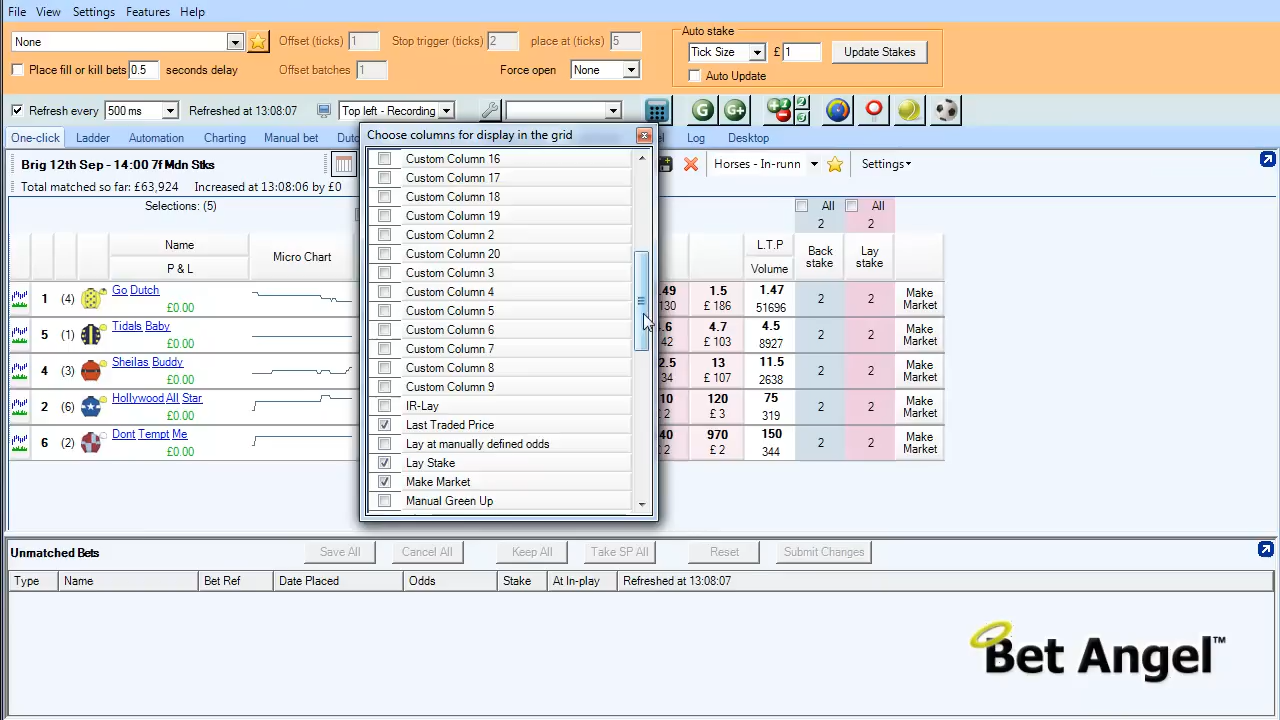 File View Settings Features Help
None Offset (ticks) 1 Stop trigger (ticks) 2 place at (ticks) 5
Auto stake
Tick Size £ 1 Update Stakes
Place fill or kill bets 0.5 seconds delay Offset batches 1 Force open None
Auto Update
Refresh every 500 ms Refreshed at 13:08:07 Top left - Recording G G+
One-click Ladder Automation Charting Manual bet Log Desktop
Choose columns for display in the grid
Brig 12th Sep - 14:00 7f Mdn Stks Horses - In-runn Settings
Total matched so far: £63,924 Increased at 13:08:06 by £0
Selections: (5) All All
2 2
Name Micro Chart L.T.P Back stake Lay stake
P & L Volume
1 (4) Go Dutch 1.5 1.47 2 2 Make Market
£0.00 £ 186 51696
5 (1) Tidals Baby 4.7 4.5 2 2 Make Market
£0.00 £ 103 8927
4 (3) Sheilas Buddy 13 11.5 2 2 Make Market
£0.00 £ 107 2638
2 (6) Hollywood All Star 120 75 2 2 Make Market
£0.00 £ 3 319
6 (2) Dont Tempt Me 970 150 2 2 Make Market
£0.00 £ 2 344
Custom Column 16
Custom Column 17
Custom Column 18
Custom Column 19
Custom Column 2
Custom Column 20
Custom Column 3
Custom Column 4
Custom Column 5
Custom Column 6
Custom Column 7
Custom Column 8
Custom Column 9
IR-Lay
Last Traded Price
Lay at manually defined odds
Lay Stake
Make Market
Manual Green Up
Unmatched Bets Save All Cancel All Keep All Take SP All Reset Submit Changes
Type Name Bet Ref Date Placed Odds Stake At In-play Refreshed at 13:08:07
Bet Angel™